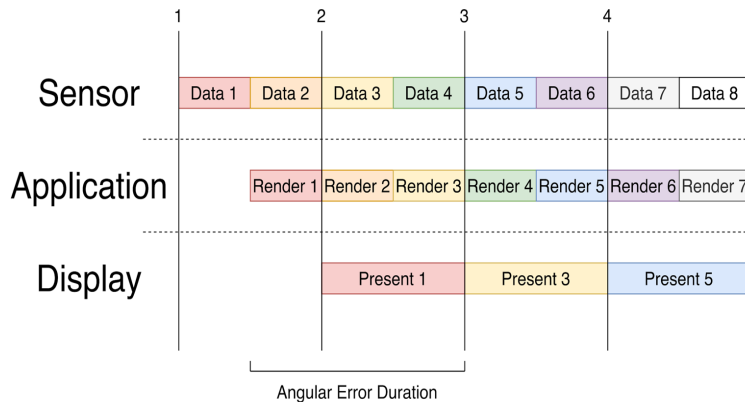 1 2 3 4
Sensor Data 1 Data 2 Data 3 Data 4 Data 5 Data 6 Data 7 Data 8
Application Render 1 Render 2 Render 3 Render 4 Render 5 Render 6 Render 7
Display Present 1 Present 3 Present 5
Angular Error Duration